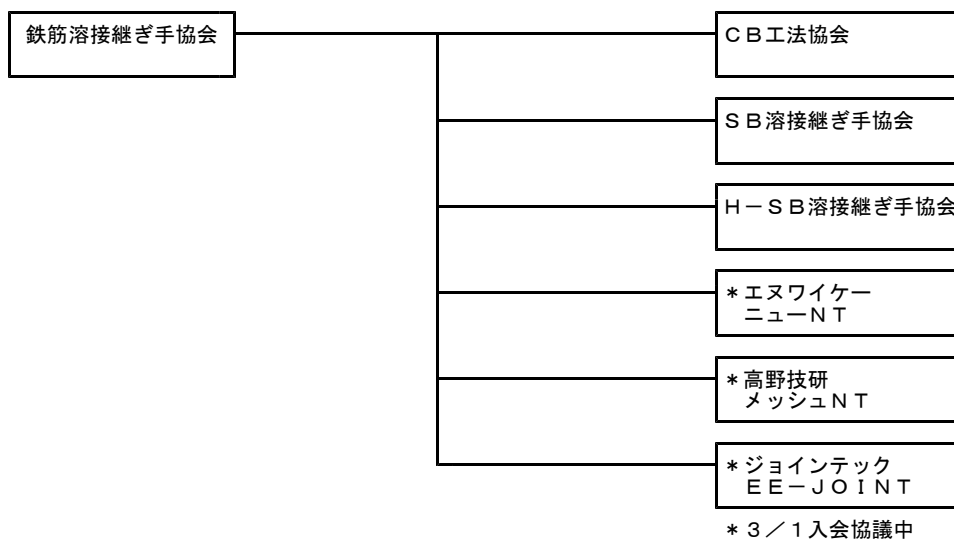 鉄筋溶接継ぎ手協会
ＣＢ工法協会
ＳＢ溶接継ぎ手協会
Ｈ－ＳＢ溶接継ぎ手協会
＊エヌワイケー
ニューＮＴ
＊高野技研
メッシュＮＴ
＊ジョインテック
ＥＥ－ＪＯＩＮＴ
＊３／１入会協議中